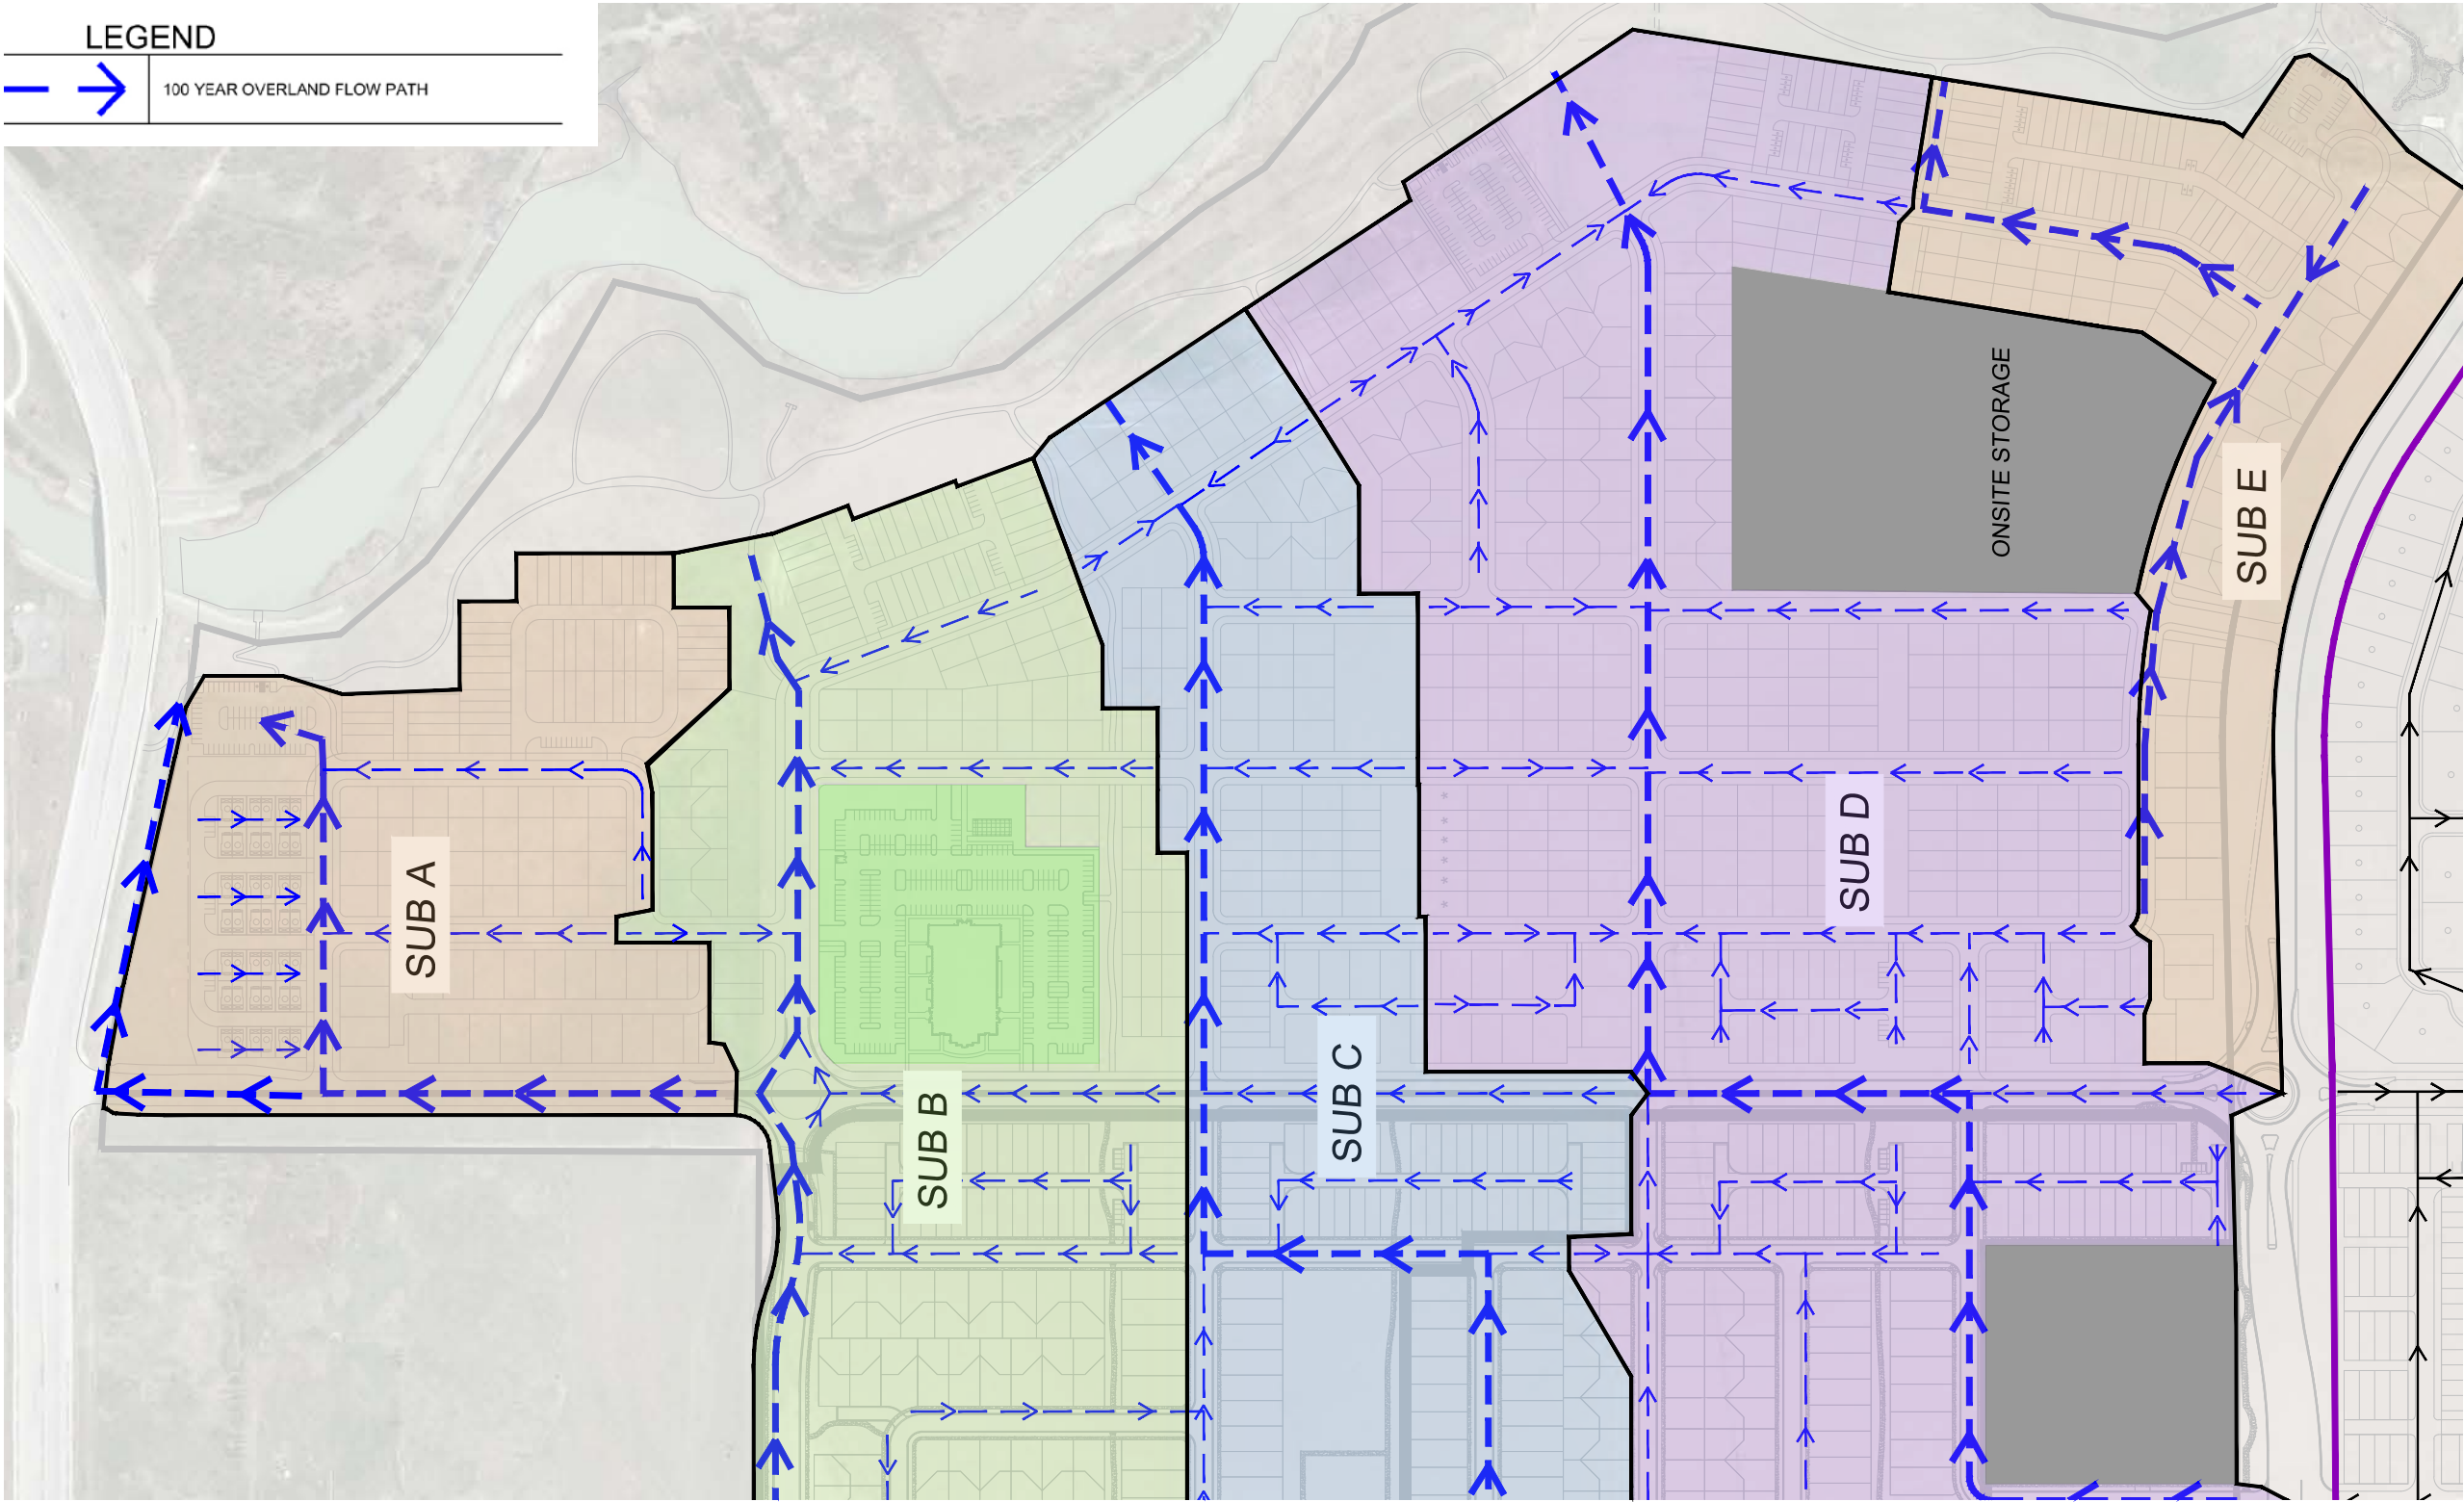 LEGEND
100 YEAR OVERLAND FLOW PATH
ONSITE STORAGE
SUB E
SUB D
SUB A
SUB C
SUB B